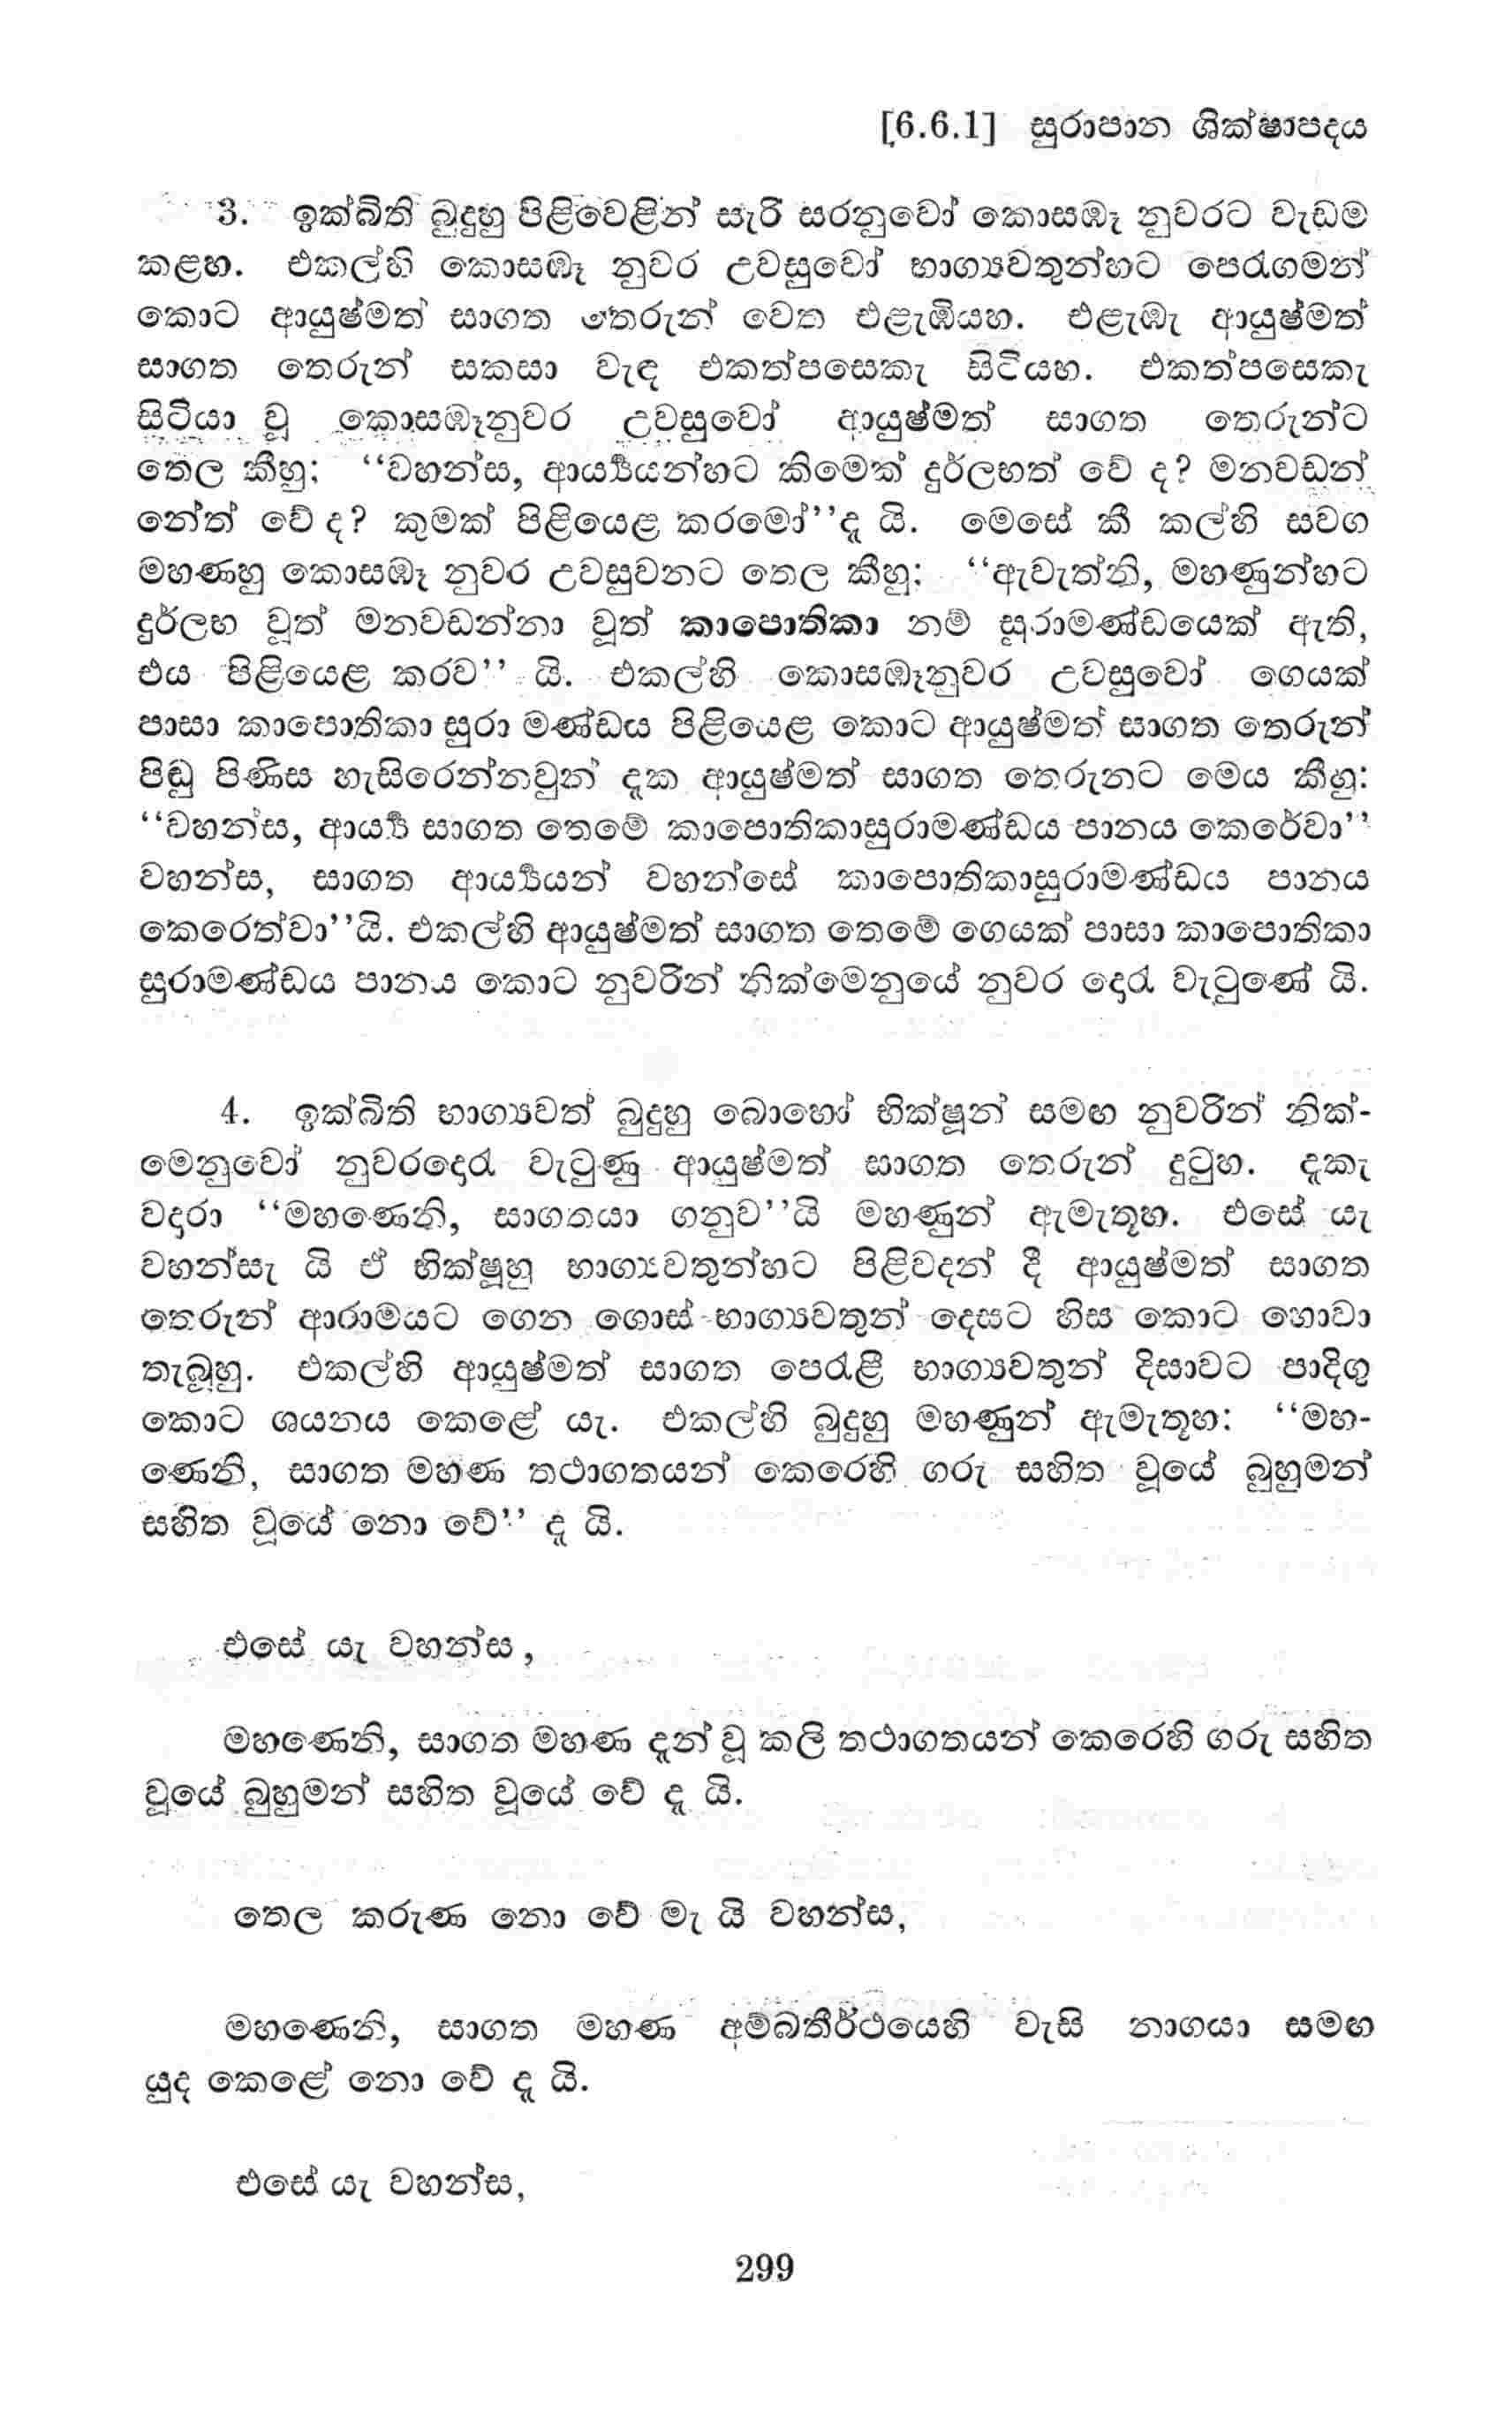 [6.6.1] සුරාපාන ශික්ෂාපදය
3. ඉක්බිති බුදුහු පිළිවෙළින් සැරි සරනුවෝ කොසඹෑ නුවරට වැඩම
කළහ. එකල්හි කොසඹෑ නුවර උවසුවෝ භාග්‍යවතුන්හට පෙරගමන්
කොට ආයුෂ්මත් සාගත තෙරුන් වෙත එළැඹියහ. එළැඹැ ආයුෂ්මත්
සාගත තෙරුන් සකසා වැඳ එකත්පසෙකැ සිටියහ. එකත්පසෙකැ
සිටියා වූ කොසඹෑනුවර උවසුවෝ ආයුෂ්මත් සාගත තෙරුන්ට
තෙල කීහු: “වහන්ස, ආර්‍ය්‍යයන්හට කිමෙක් දුර්ලභත් වේ ද? මනවඩන්
නේත් වේ ද? කුමක් පිළියෙළ කරමෝ”දෑ යි. මෙසේ කී කල්හි සවග
මහණහු කොසඹෑ නුවර උවසුවනට තෙල කීහු: “ඇවැත්නි, මහණුන්හට
දුර්ලභ වූත් මනවඩන්නා වූත් කාපොතිකා නම් සුරාමණ්ඩයෙක් ඇති,
එය පිළියෙළ කරව” යි. එකල්හි කොසඹෑනුවර උවසුවෝ ගෙයක්
පාසා කාපොතිකා සුරා මණ්ඩය පිළියෙළ කොට ආයුෂ්මත් සාගත තෙරුන්
පිඬු පිණිස හැසිරෙන්නවුන් දැක ආයුෂ්මත් සාගත තෙරුනට මෙය කීහු:
“වහන්ස, ආර්‍ය්‍ය සාගත තෙමේ කාපොතිකාසුරාමණ්ඩය පානය කෙරේවා”
වහන්ස, සාගත ආර්‍ය්‍යයන් වහන්සේ කාපොතිකාසුරාමණ්ඩය පානය
කෙරෙත්වා”යි. එකල්හි ආයුෂ්මත් සාගත තෙමේ ගෙයක් පාසා කාපොතිකා
සුරාමණ්ඩය පානය කොට නුවරින් නික්මෙනුයේ නුවර දොරැ වැටුණේ යි.
4. ඉක්බිති භාග්‍යවත් බුදුහු බොහෝ භික්ෂූන් සමඟ නුවරින් නික්-
මෙනුවෝ නුවරදොරැ වැටුණු ආයුෂ්මත් සාගත තෙරුන් දුටුහ. දැකැ
වදාරා “මහණෙනි, සාගතයා ගනුව”යි මහණුන් ඇමැතූහ. එසේ යැ
වහන්සැ යි ඒ භික්ෂූහු භාග්‍යවතුන්හට පිළිවදන් දී ආයුෂ්මත් සාගත
තෙරුන් ආරාමයට ගෙන ගොස් භාග්‍යවතුන් දෙසට හිස කොට හොවා
තැබූහු. එකල්හි ආයුෂ්මත් සාගත පෙරැළී භාග්‍යවතුන් දිසාවට පාදිගු
කොට ශයනය කෙළේ යැ. එකල්හි බුදුහු මහණුන් ඇමැතූහ: “මහ-
ණෙනි, සාගත මහණ තථාගතයන් කෙරෙහි ගරු සහිත වූයේ බුහුමන්
සහිත වූයේ නො වේ” දෑ යි.
එසේ යැ වහන්ස,
මහණෙනි, සාගත මහණ දැන් වූ කලි තථාගතයන් කෙරෙහි ගරු සහිත
වූයේ බුහුමන් සහිත වූයේ වේ දෑ යි.
තෙල කරුණ නො වේ මැ යි වහන්ස,
මහණෙනි, සාගත මහණ අම්බතීර්ථයෙහි වැසි නාගයා සමඟ
යුද කෙළේ නො වේ දෑ යි.
එසේ යැ වහන්ස,
299